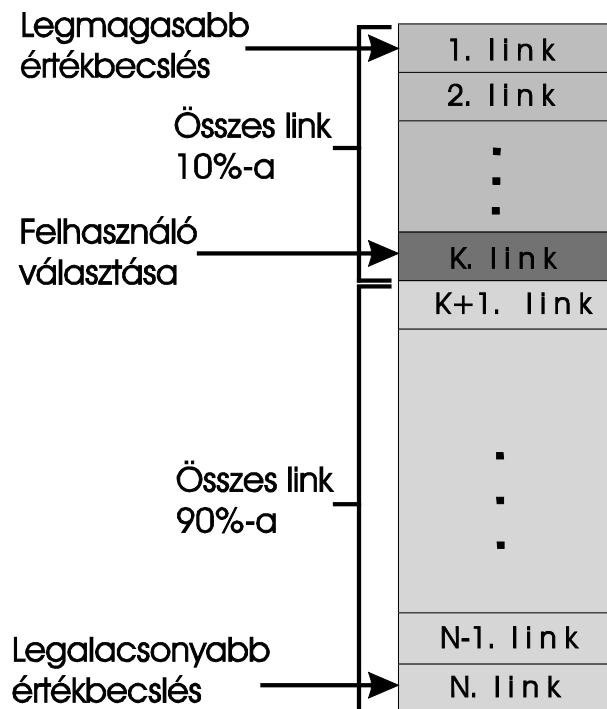 Legmagasabb
értékbecslés
1. link
2. link
Összes link
10%-a
Felhasználó
választása
K. link
K+1. link
Összes link
90%-a
N-1. link
Legalacsonyabb
értékbecslés
N. link